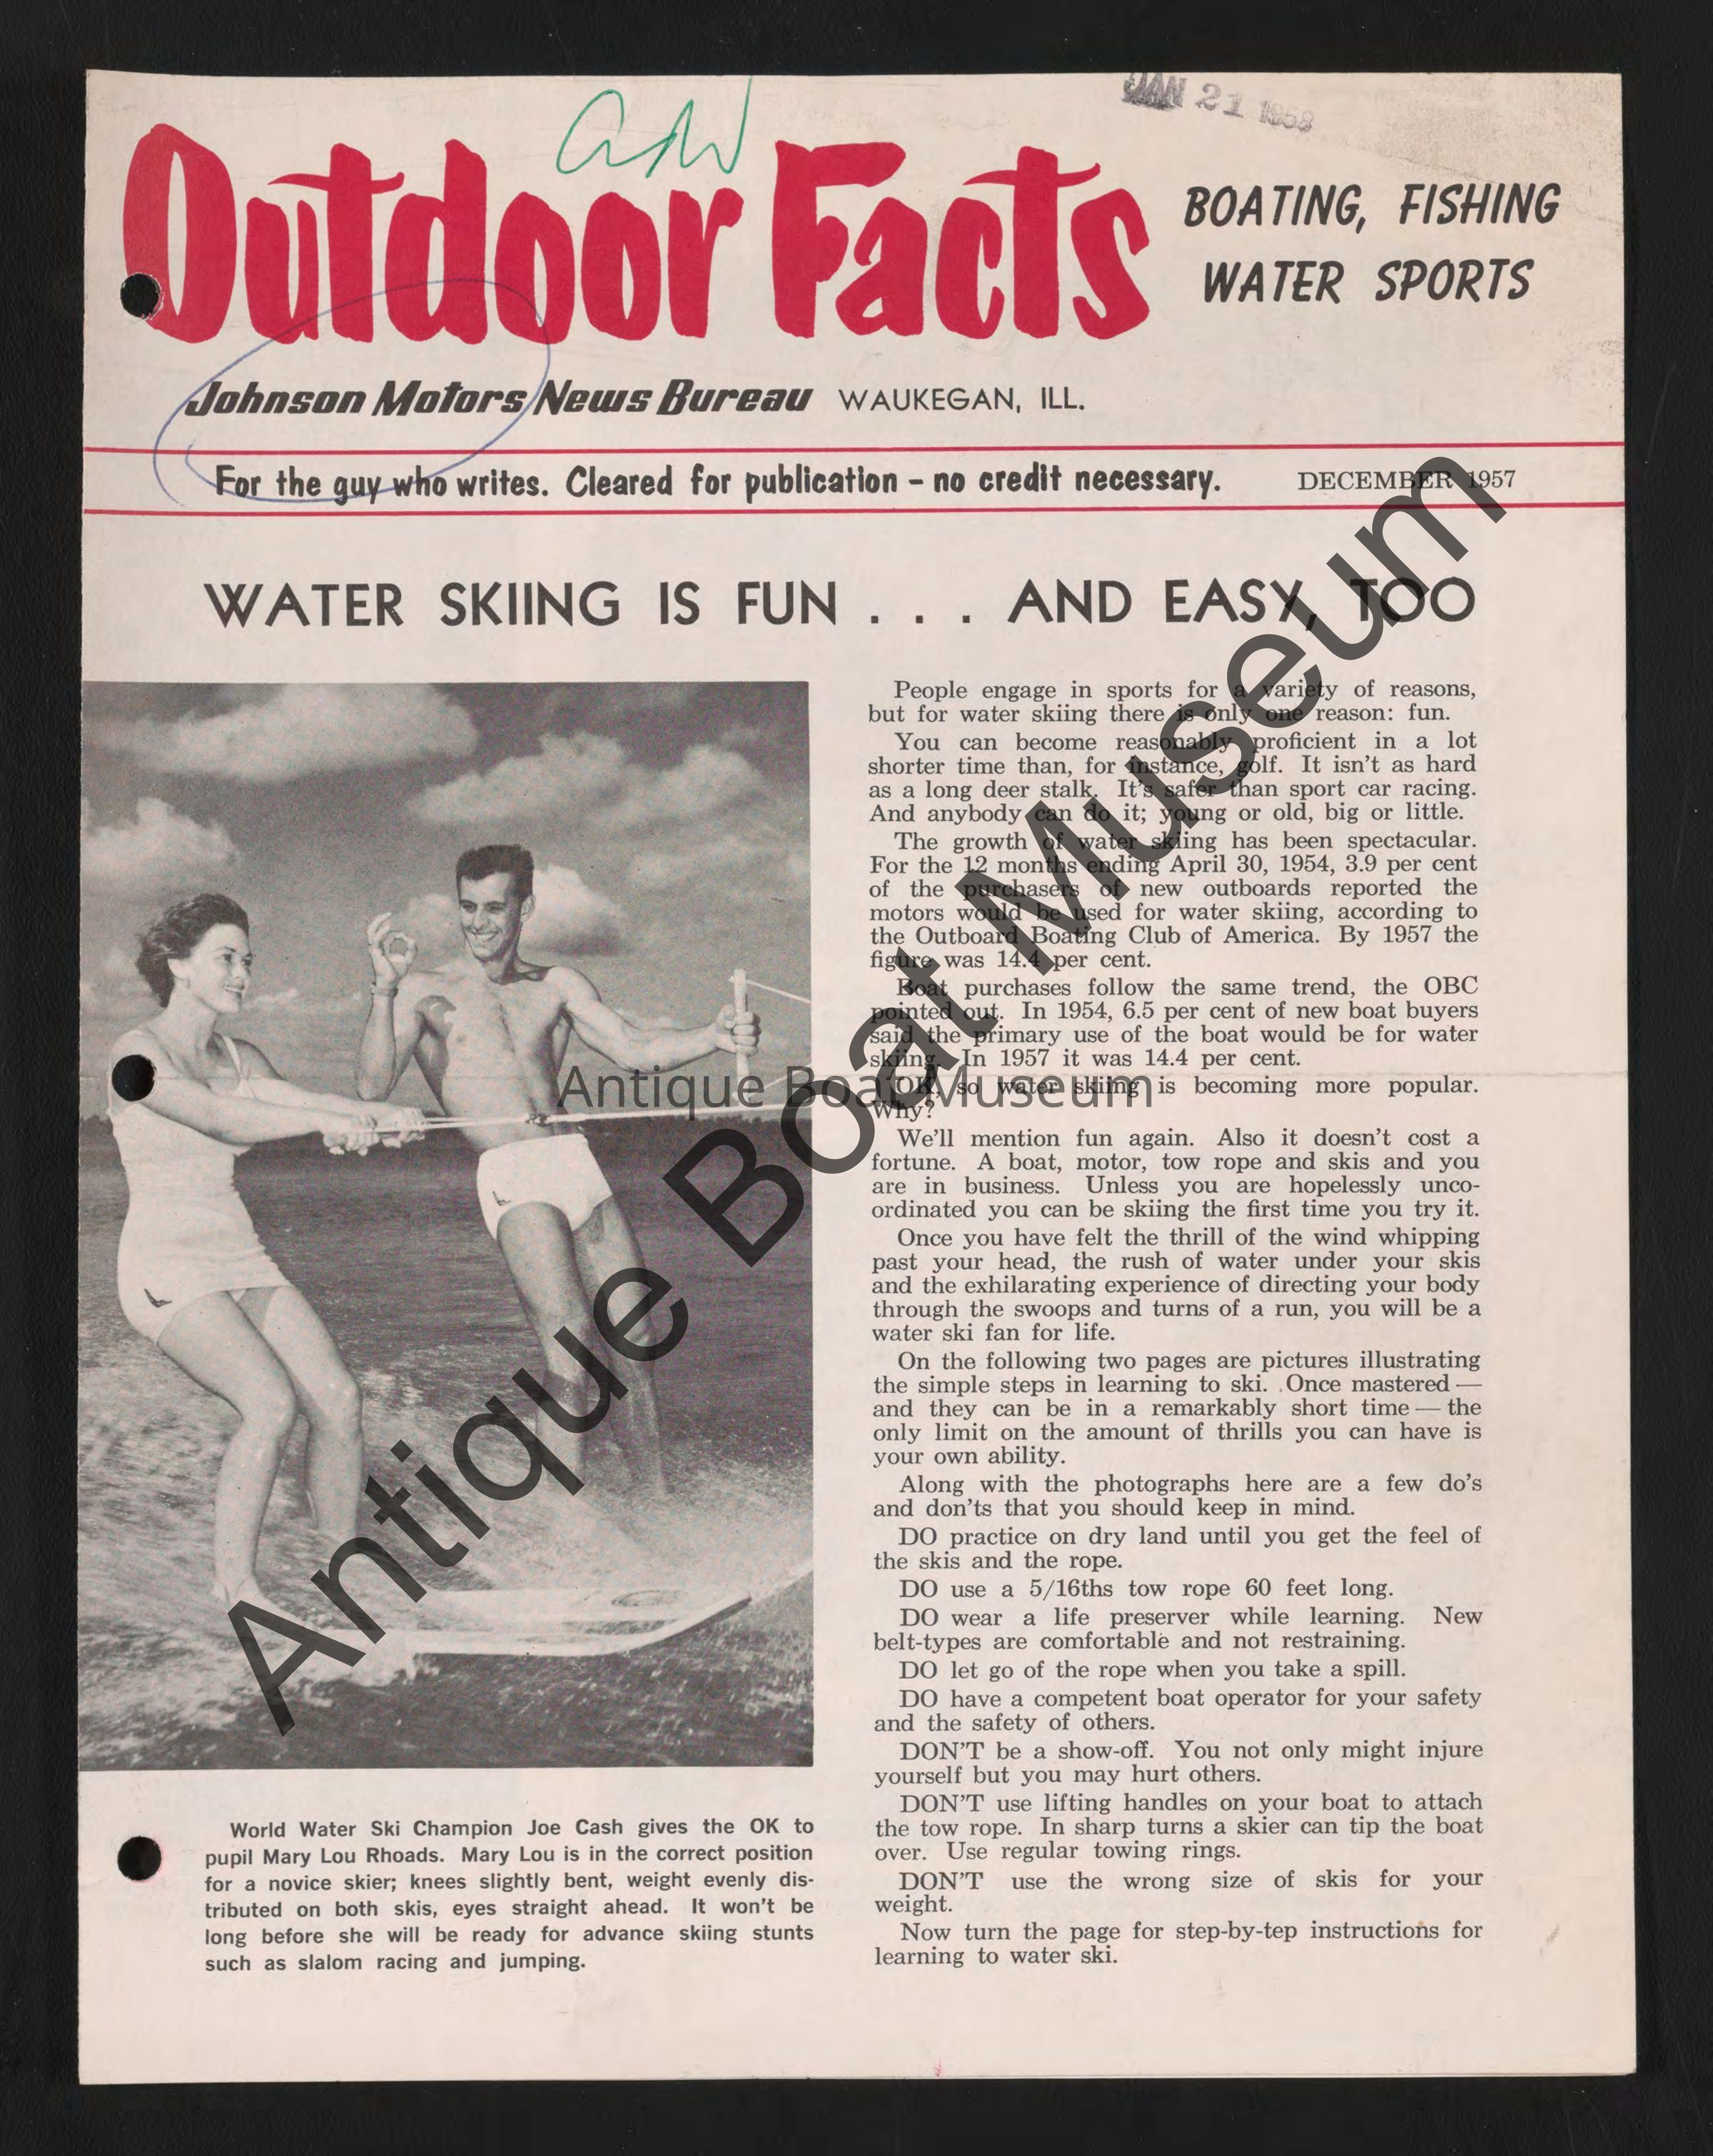 JAN 21 1958
Outdoor Facts
BOATING, FISHING
WATER SPORTS
Johnson Motors News Bureau WAUKEGAN, ILL.
For the guy who writes. Cleared for publication – no credit necessary. DECEMBER 1957
WATER SKIING IS FUN . . . AND EASY, TOO
People engage in sports for a variety of reasons,
but for water skiing there is only one reason: fun.
You can become reasonably proficient in a lot
shorter time than, for instance, golf. It isn't as hard
as a long deer stalk. It's safer than sport car racing.
And anybody can do it; young or old, big or little.
The growth of water skiing has been spectacular.
For the 12 months ending April 30, 1954, 3.9 per cent
of the purchasers of new outboards reported the
motors would be used for water skiing, according to
the Outboard Boating Club of America. By 1957 the
figure was 14.4 per cent.
Boat purchases follow the same trend, the OBC
pointed out. In 1954, 6.5 per cent of new boat buyers
said the primary use of the boat would be for water
skiing. In 1957 it was 14.4 per cent.
OK, so water skiing is becoming more popular.
Why?
We'll mention fun again. Also it doesn't cost a
fortune. A boat, motor, tow rope and skis and you
are in business. Unless you are hopelessly unco-
ordinated you can be skiing the first time you try it.
Once you have felt the thrill of the wind whipping
past your head, the rush of water under your skis
and the exhilarating experience of directing your body
through the swoops and turns of a run, you will be a
water ski fan for life.
On the following two pages are pictures illustrating
the simple steps in learning to ski. Once mastered —
and they can be in a remarkably short time — the
only limit on the amount of thrills you can have is
your own ability.
Along with the photographs here are a few do's
and don'ts that you should keep in mind.
DO practice on dry land until you get the feel of
the skis and the rope.
DO use a 5/16ths tow rope 60 feet long.
DO wear a life preserver while learning. New
belt-types are comfortable and not restraining.
DO let go of the rope when you take a spill.
DO have a competent boat operator for your safety
and the safety of others.
DON'T be a show-off. You not only might injure
yourself but you may hurt others.
DON'T use lifting handles on your boat to attach
the tow rope. In sharp turns a skier can tip the boat
over. Use regular towing rings.
DON'T use the wrong size of skis for your
weight.
Now turn the page for step-by-tep instructions for
learning to water ski.
World Water Ski Champion Joe Cash gives the OK to
pupil Mary Lou Rhoads. Mary Lou is in the correct position
for a novice skier; knees slightly bent, weight evenly dis-
tributed on both skis, eyes straight ahead. It won't be
long before she will be ready for advance skiing stunts
such as slalom racing and jumping.
Antique Boat Museum
Antique Boat Museum